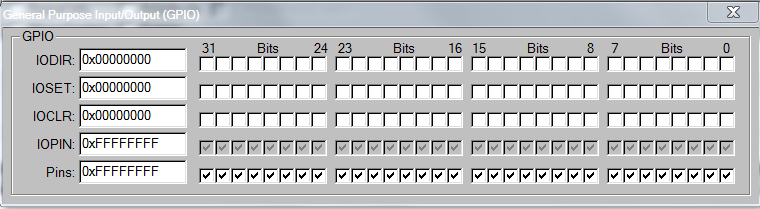 General Purpose Input/Output (GPIO)
GPIO
31 Bits 24 23 Bits 16 15 Bits 8 7 Bits 0
IODIR: 0x00000000
IOSET: 0x00000000
IOCLR: 0x00000000
IOPIN: 0xFFFFFFFF
Pins: 0xFFFFFFFF